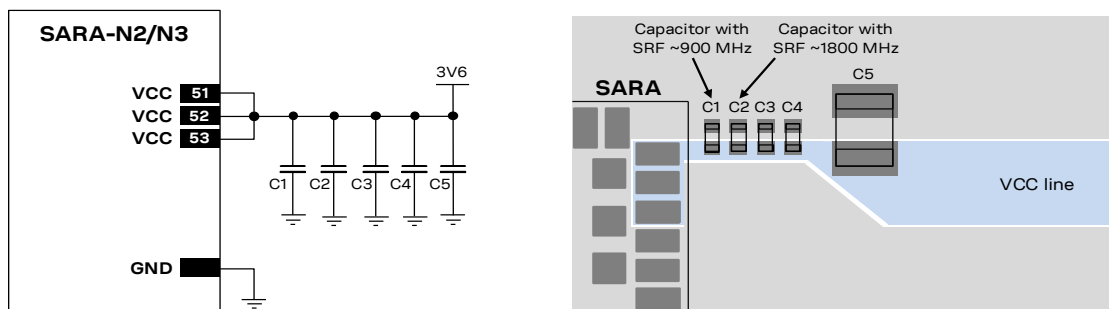 SARA-N2/N3
VCC 51
VCC 52
VCC 53
3V6
C1 C2 C3 C4 C5
GND
Capacitor with
SRF ~900 MHz
Capacitor with
SRF ~1800 MHz
SARA
C1 C2 C3 C4
C5
VCC line